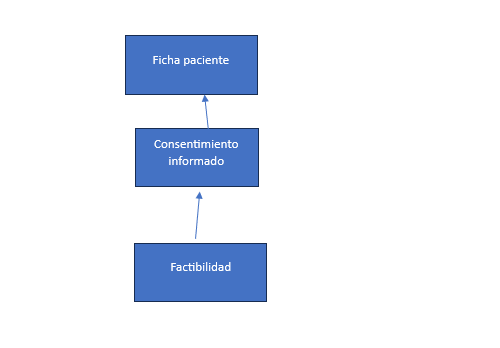 Ficha paciente
Consentimiento
informado
Factibilidad